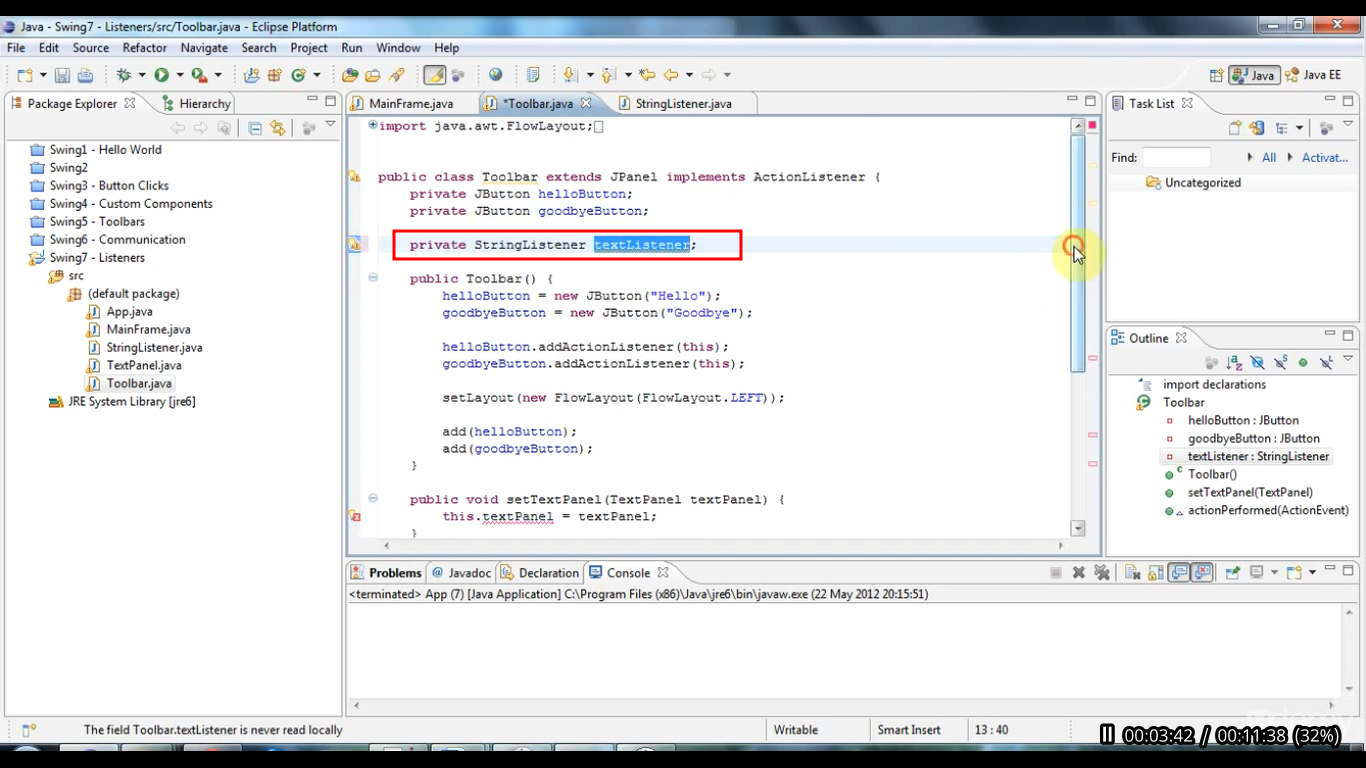 Java - Swing7 - Listeners/src/Toolbar.java - Eclipse Platform
File Edit Source Refactor Navigate Search Project Run Window Help
Java Java EE
Package Explorer Hierarchy
MainFrame.java *Toolbar.java StringListener.java
Task List
Swing1 - Hello World
Swing2
Swing3 - Button Clicks
Swing4 - Custom Components
Swing5 - Toolbars
Swing6 - Communication
Swing7 - Listeners
src
(default package)
App.java
MainFrame.java
StringListener.java
TextPanel.java
Toolbar.java
JRE System Library [jre6]
import java.awt.FlowLayout;
public class Toolbar extends JPanel implements ActionListener {
private JButton helloButton;
private JButton goodbyeButton;
private StringListener textListener;
public Toolbar() {
helloButton = new JButton("Hello");
goodbyeButton = new JButton("Goodbye");
helloButton.addActionListener(this);
goodbyeButton.addActionListener(this);
setLayout(new FlowLayout(FlowLayout.LEFT));
add(helloButton);
add(goodbyeButton);
}
public void setTextPanel(TextPanel textPanel) {
this.textPanel = textPanel;
}
Find: All Activat...
Uncategorized
Outline
import declarations
Toolbar
helloButton : JButton
goodbyeButton : JButton
textListener : StringListener
Toolbar()
setTextPanel(TextPanel)
actionPerformed(ActionEvent)
Problems Javadoc Declaration Console
<terminated> App (7) [Java Application] C:\Program Files (x86)\Java\jre6\bin\javaw.exe (22 May 2012 20:15:51)
The field Toolbar.textListener is never read locally
Writable Smart Insert 13 : 40
00:03:42 / 00:11:38 (32%)